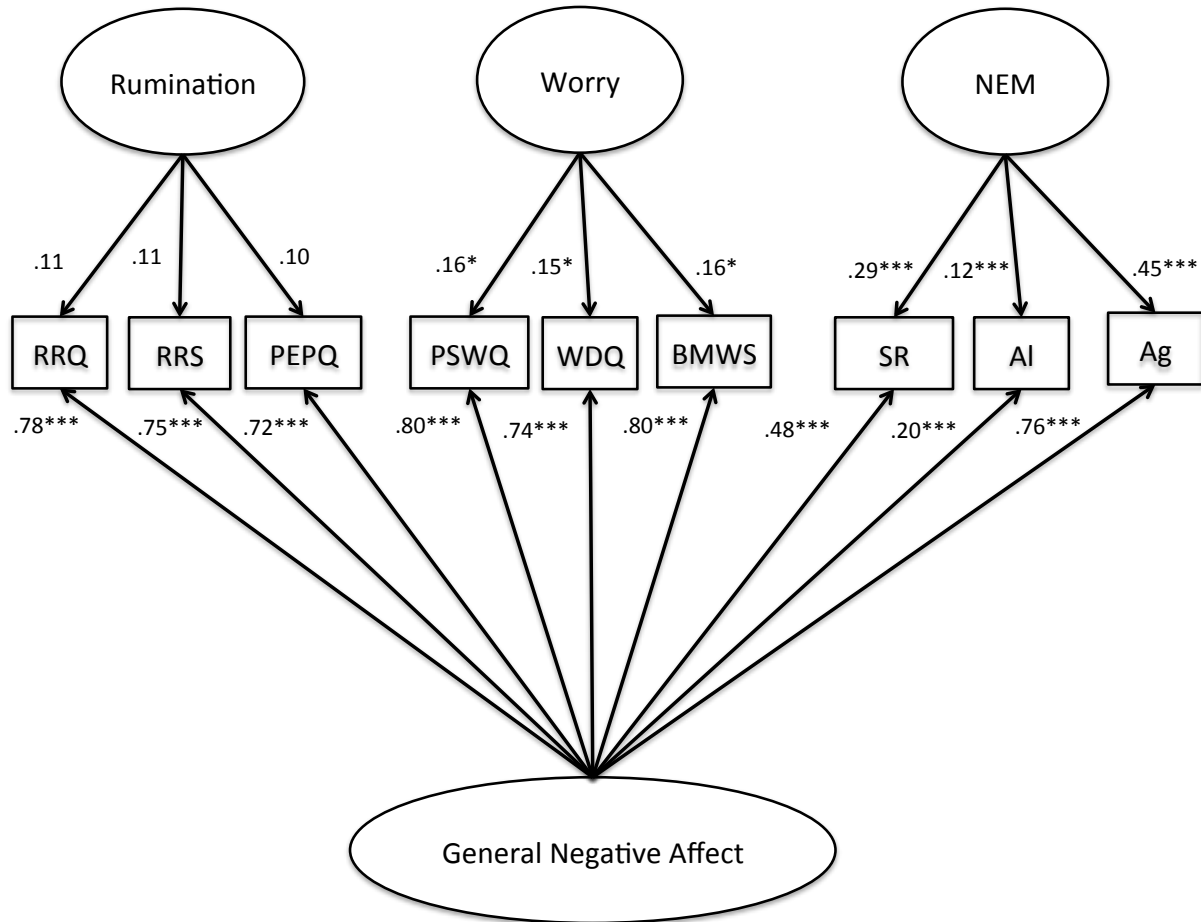 Rumination
Worry
NEM
.11
.11
.10
.16*
.15*
.16*
.29***
.12***
.45***
RRQ
RRS
PEPQ
PSWQ
WDQ
BMWS
SR
Al
Ag
.78***
.75***
.72***
.80***
.74***
.80***
.48***
.20***
.76***
General Negative Affect